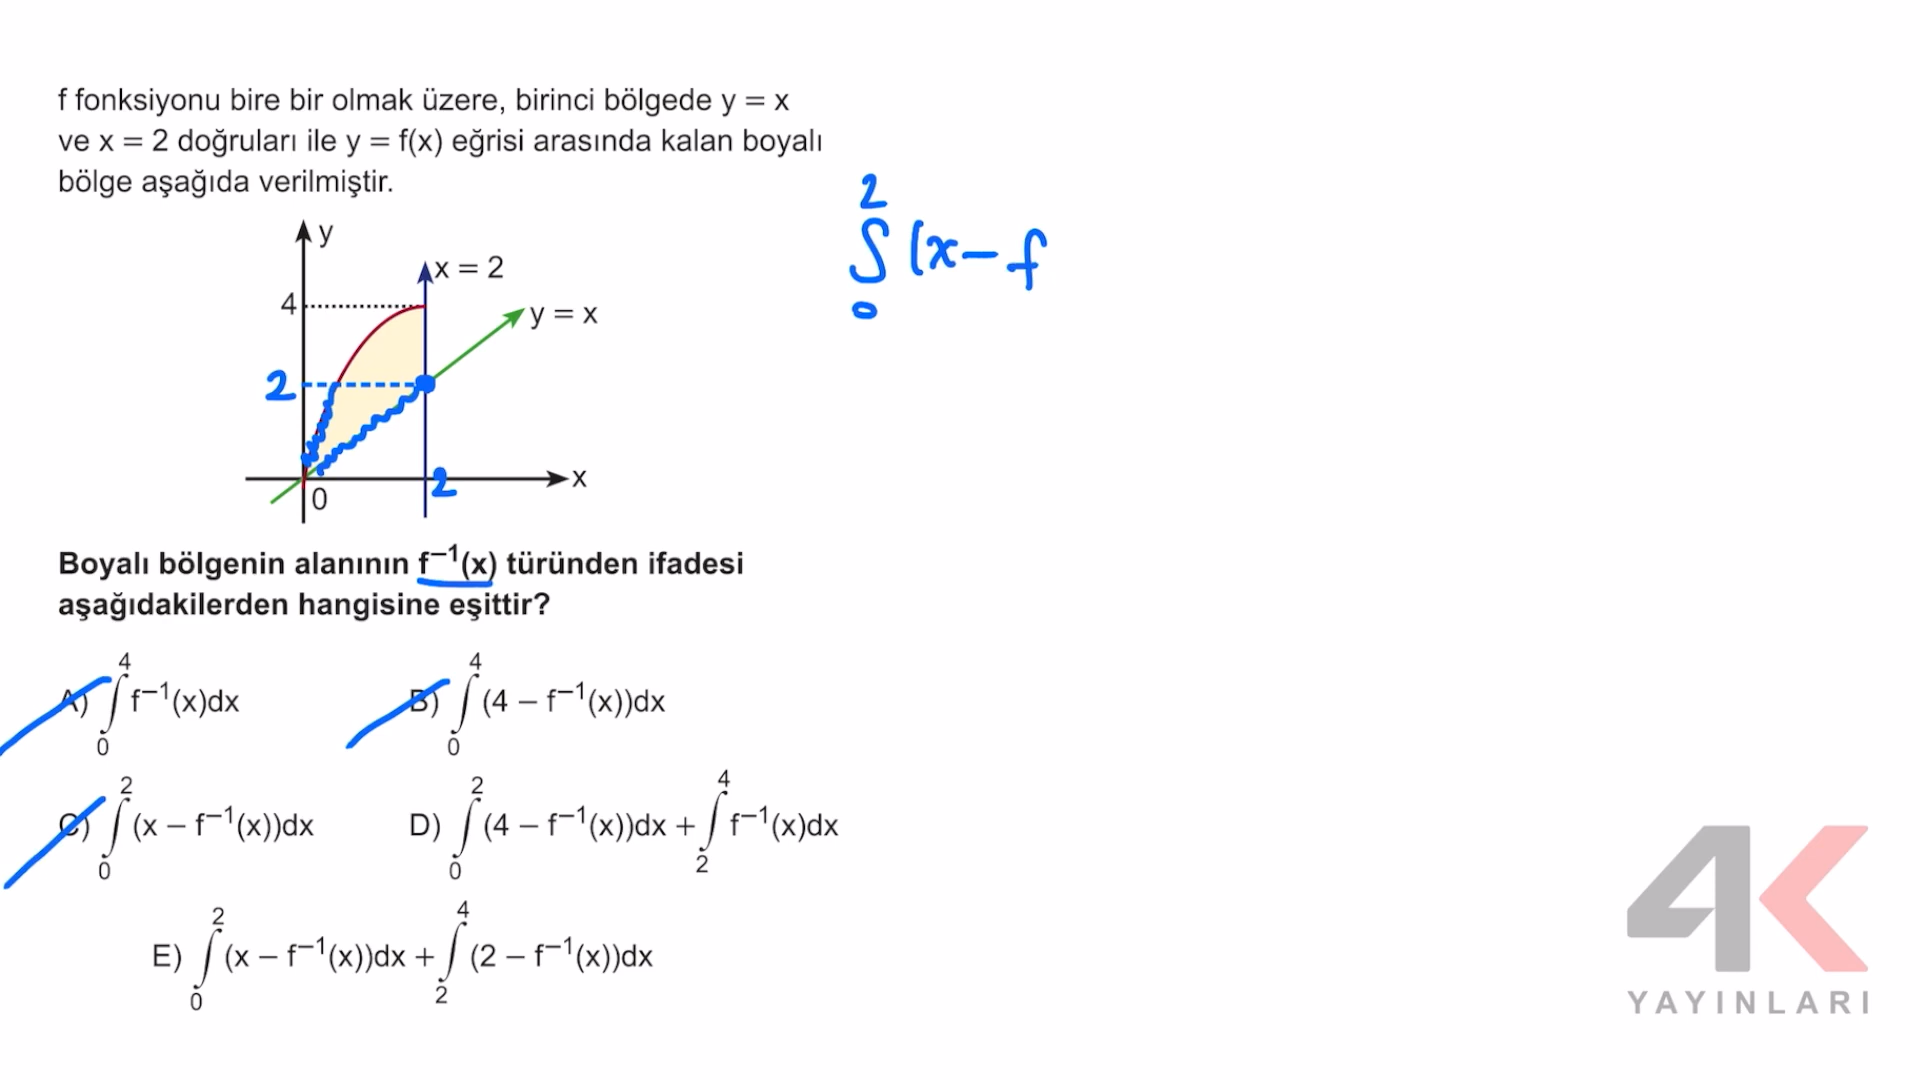 f fonksiyonu bire bir olmak üzere, birinci bölgede y = x
ve x = 2 doğruları ile y = f(x) eğrisi arasında kalan boyalı
bölge aşağıda verilmiştir.
2
∫ (x – f
0
y
x = 2
4
y = x
2
x
2
0
Boyalı bölgenin alanının f⁻¹(x) türünden ifadesi
aşağıdakilerden hangisine eşittir?
A) ∫₀⁴ f⁻¹(x)dx
B) ∫₀⁴ (4 – f⁻¹(x))dx
C) ∫₀² (x – f⁻¹(x))dx
D) ∫₀² (4 – f⁻¹(x))dx + ∫₂⁴ f⁻¹(x)dx
E) ∫₀² (x – f⁻¹(x))dx + ∫₂⁴ (2 – f⁻¹(x))dx
4K
YAYINLARI